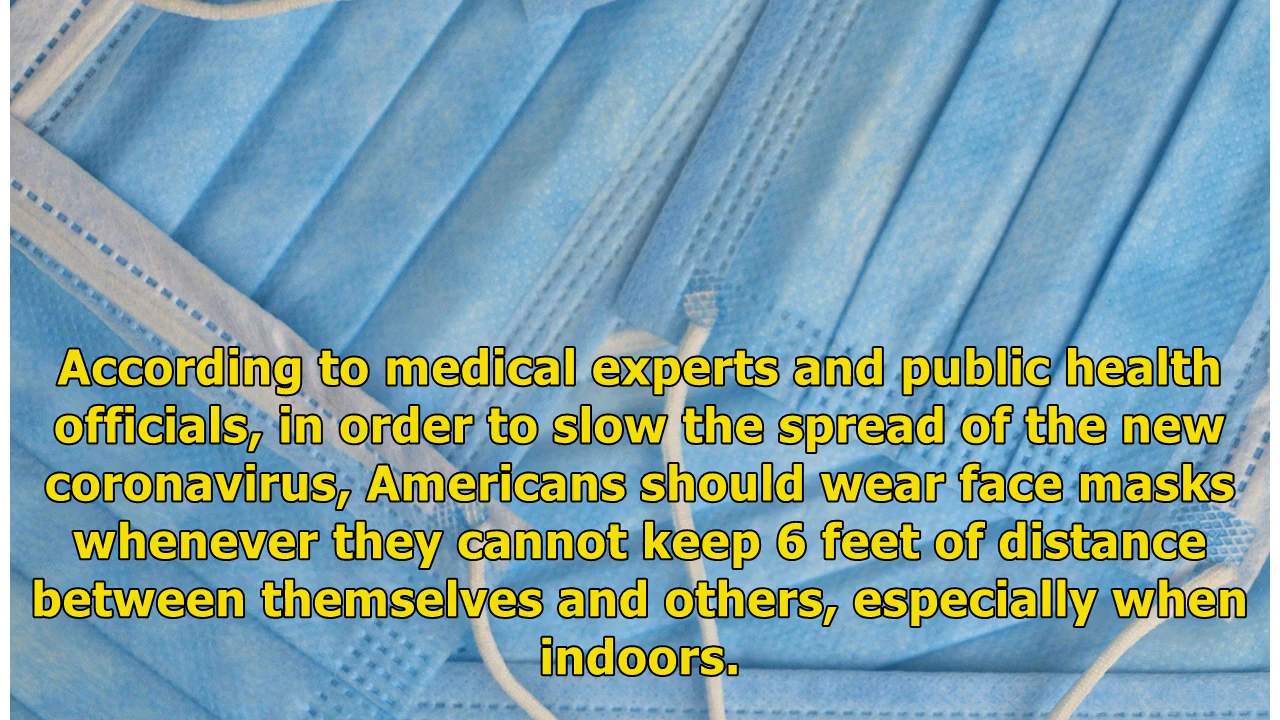 According to medical experts and public health
officials, in order to slow the spread of the new
coronavirus, Americans should wear face masks
whenever they cannot keep 6 feet of distance
between themselves and others, especially when
indoors.